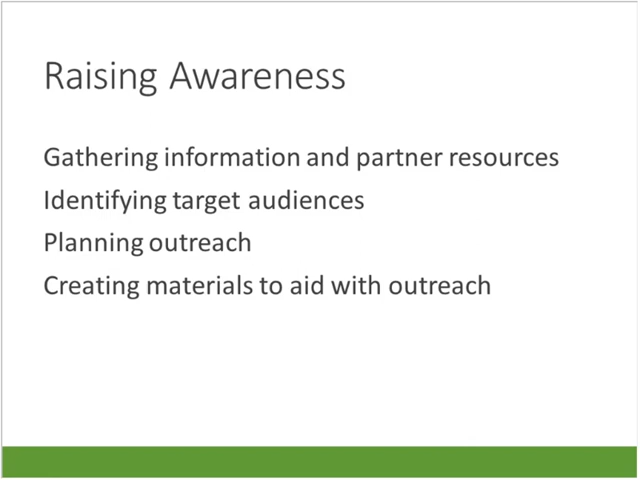 Raising Awareness
Gathering information and partner resources
Identifying target audiences
Planning outreach
Creating materials to aid with outreach